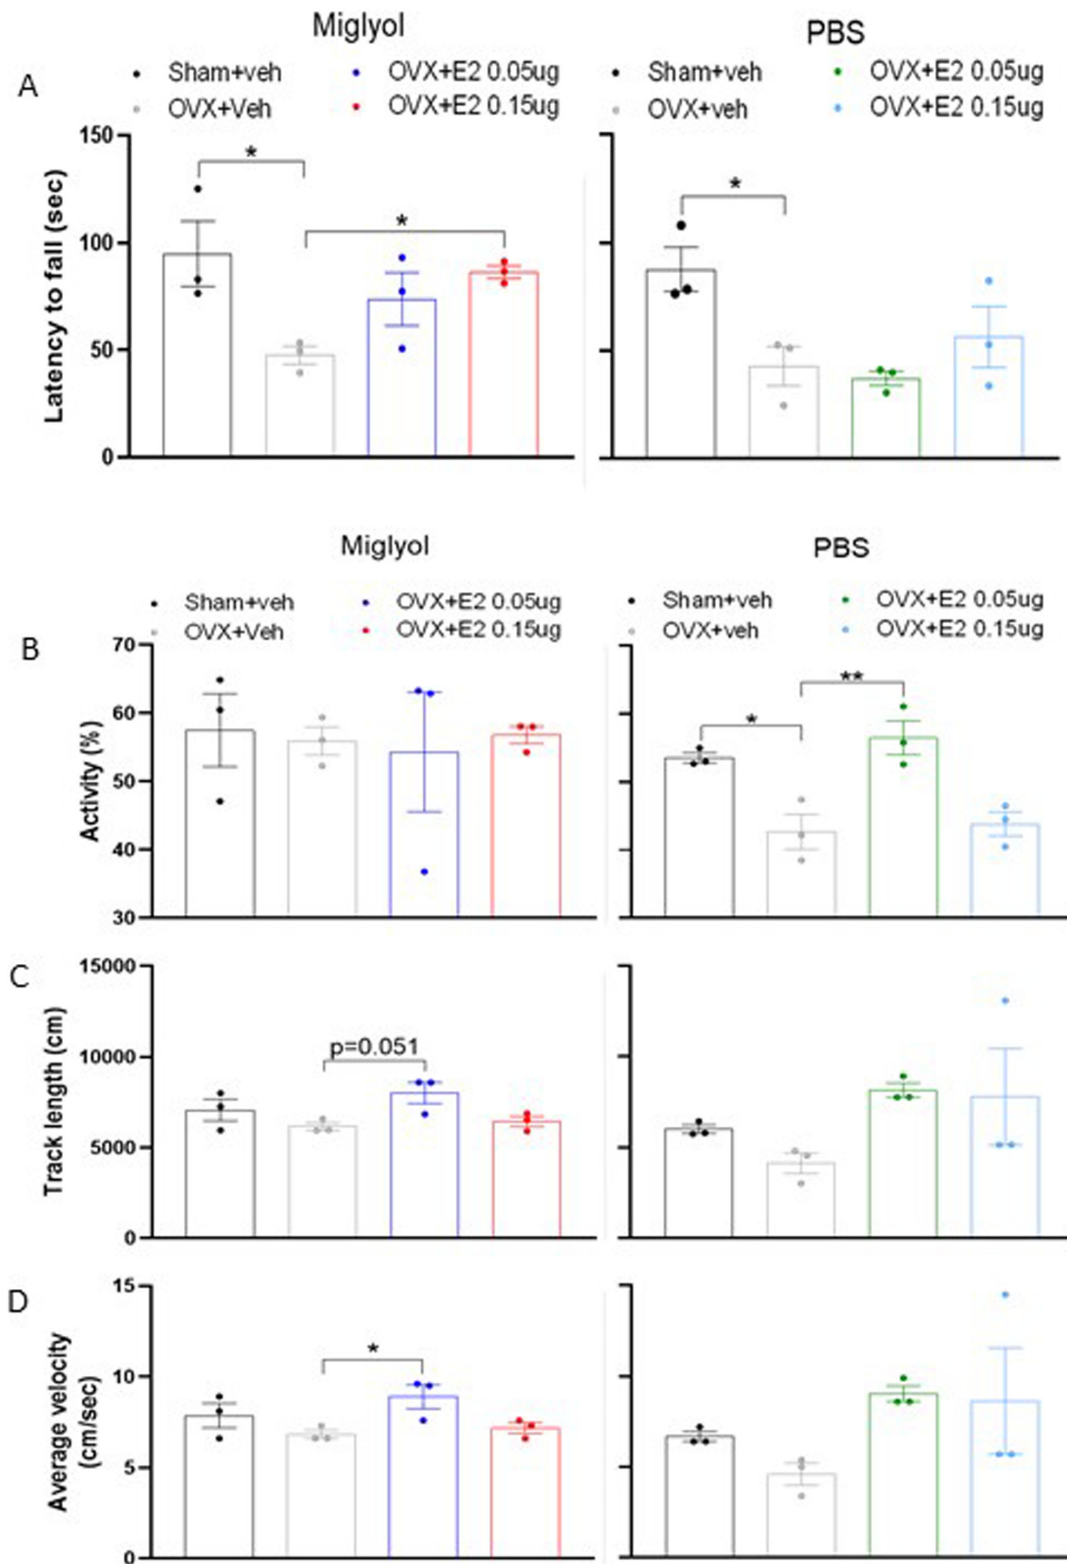 Miglyol PBS
A
Sham+veh OVX+E2 0.05ug Sham+veh OVX+E2 0.05ug
OVX+Veh OVX+E2 0.15ug OVX+veh OVX+E2 0.15ug
Latency to fall (sec)
150
*
*
*
100
50
0
Miglyol PBS
Sham+veh OVX+E2 0.05ug Sham+veh OVX+E2 0.05ug
OVX+Veh OVX+E2 0.15ug OVX+veh OVX+E2 0.15ug
B
Activity (%)
70
**
*
60
50
40
30
C
Track length (cm)
15000
p=0.051
10000
5000
0
D
Average velocity
(cm/sec)
15
*
10
5
0